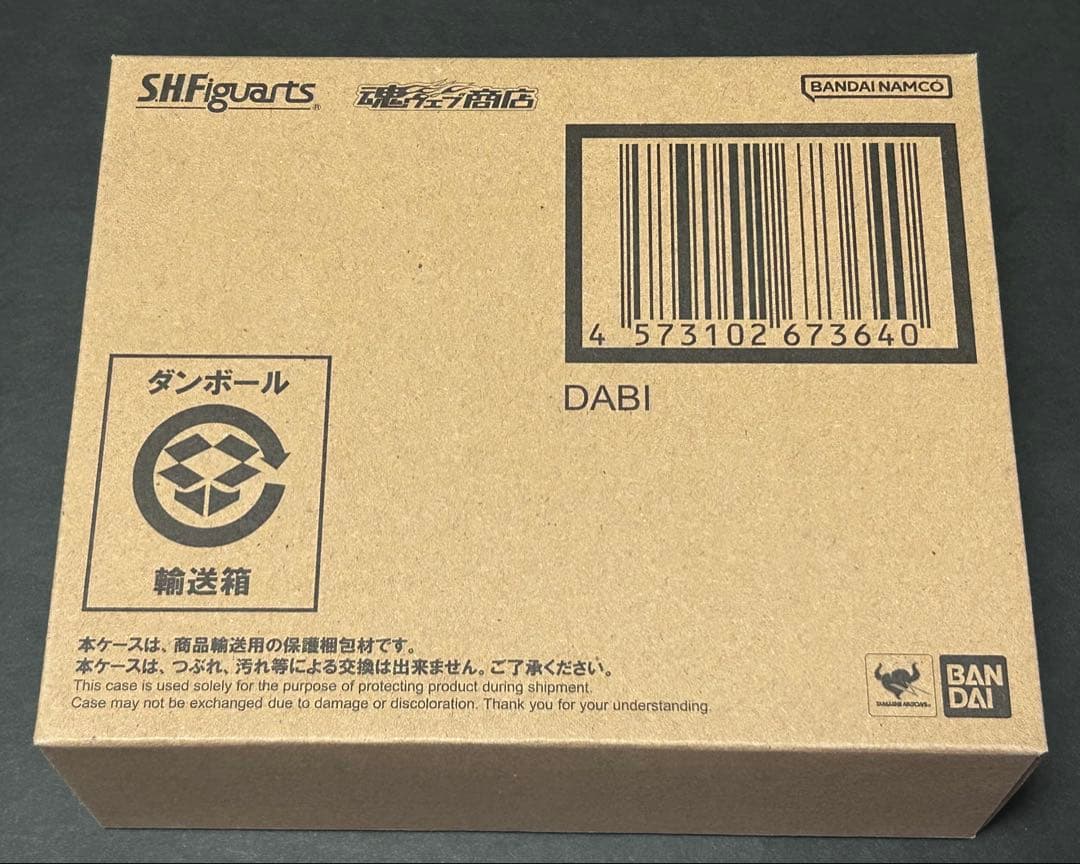 S.H.Figuarts®
魂ウェブ商店
BANDAI NAMCO
4 573102 673640
DABI
ダンボール
輸送箱
本ケースは、商品輸送用の保護梱包材です。
本ケースは、つぶれ、汚れ等による交換は出来ません。ご了承ください。
This case is used solely for the purpose of protecting product during shipment.
Case may not be exchanged due to damage or discoloration. Thank you for your understanding.
TAMASHII NATIONS
BAN
DAI